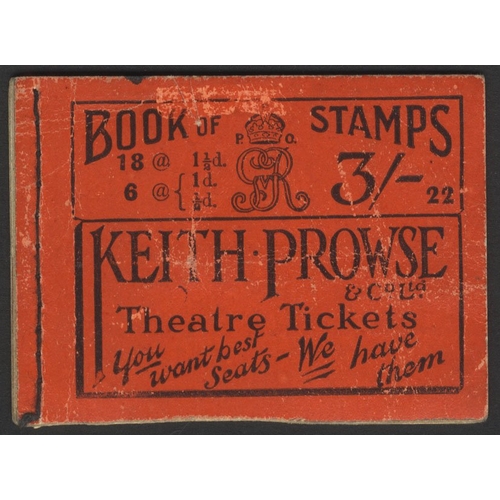 BOOK OF STAMPS
P. O.
18 @ 1½d.
6 @ { 1d. ½d.
GVR
3/- 22
KEITH · PROWSE
& Co Ltd.
Theatre Tickets
You want best
Seats – We have
them